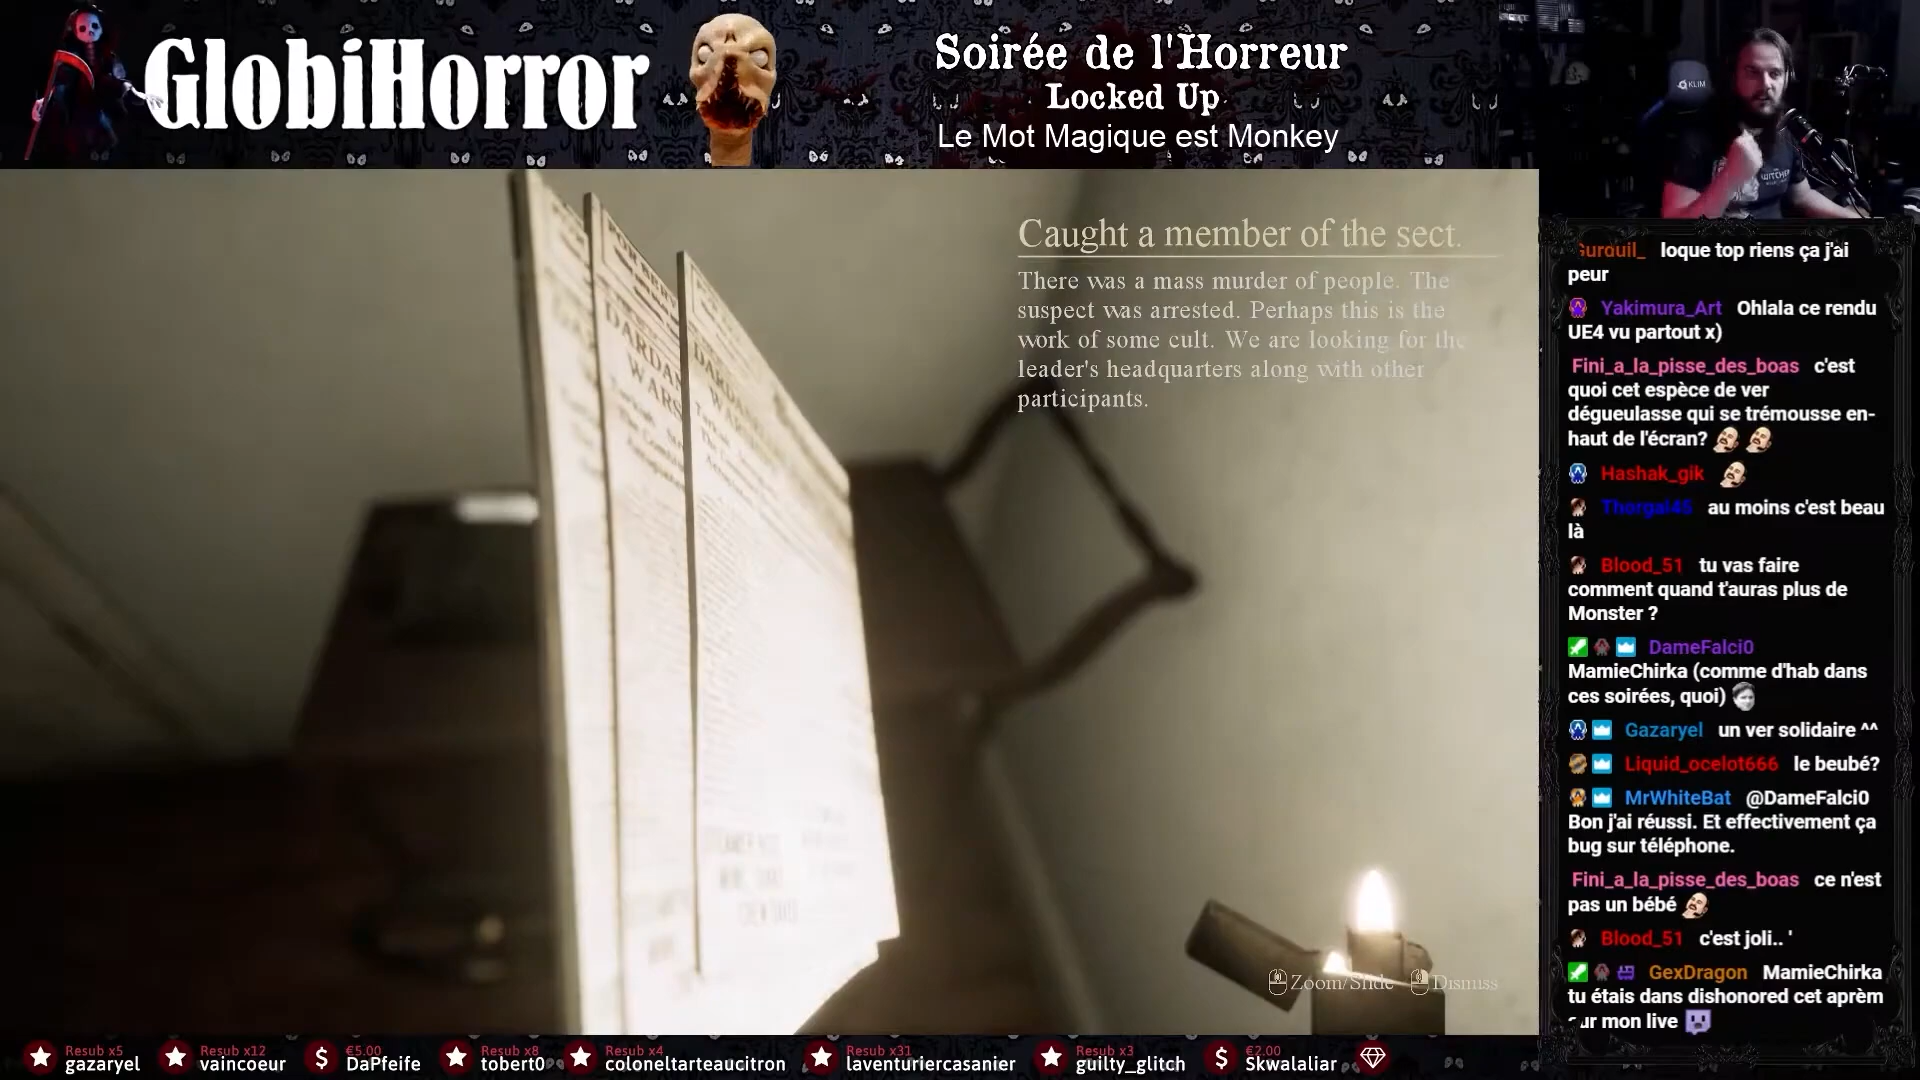 GlobiHorror
Soirée de l'Horreur
Locked Up
Le Mot Magique est Monkey
KLIM
WITCHER
Caught a member of the sect.
There was a mass murder of people. The
suspect was arrested. Perhaps this is the
work of some cult. We are looking for the
leader's headquarters along with other
participants.
DARDAN
WARS
Zoom/Slide Dismiss
loque top riens ça j'ai
peur
Yakimura_Art Ohlala ce rendu
UE4 vu partout x)
Fini_a_la_pisse_des_boas c'est
quoi cet espèce de ver
dégueulasse qui se trémousse en-
haut de l'écran?
Hashak_gik
Thorgal45 au moins c'est beau
là
Blood_51 tu vas faire
comment quand t'auras plus de
Monster ?
DameFalci0
MamieChirka (comme d'hab dans
ces soirées, quoi)
Gazaryel un ver solidaire ^^
Liquid_ocelot666 le beubé?
MrWhiteBat @DameFalci0
Bon j'ai réussi. Et effectivement ça
bug sur téléphone.
Fini_a_la_pisse_des_boas ce n'est
pas un bébé
Blood_51 c'est joli.. '
GexDragon MamieChirka
tu étais dans dishonored cet aprèm
sur mon live
Resub x5
gazaryel
Resub x12
vaincoeur
€5.00
DaPfeife
Resub x8
tobert0
Resub x4
coloneltarteaucitron
Resub x31
laventuriercasanier
Resub x3
guilty_glitch
€2.00
Skwalaliar